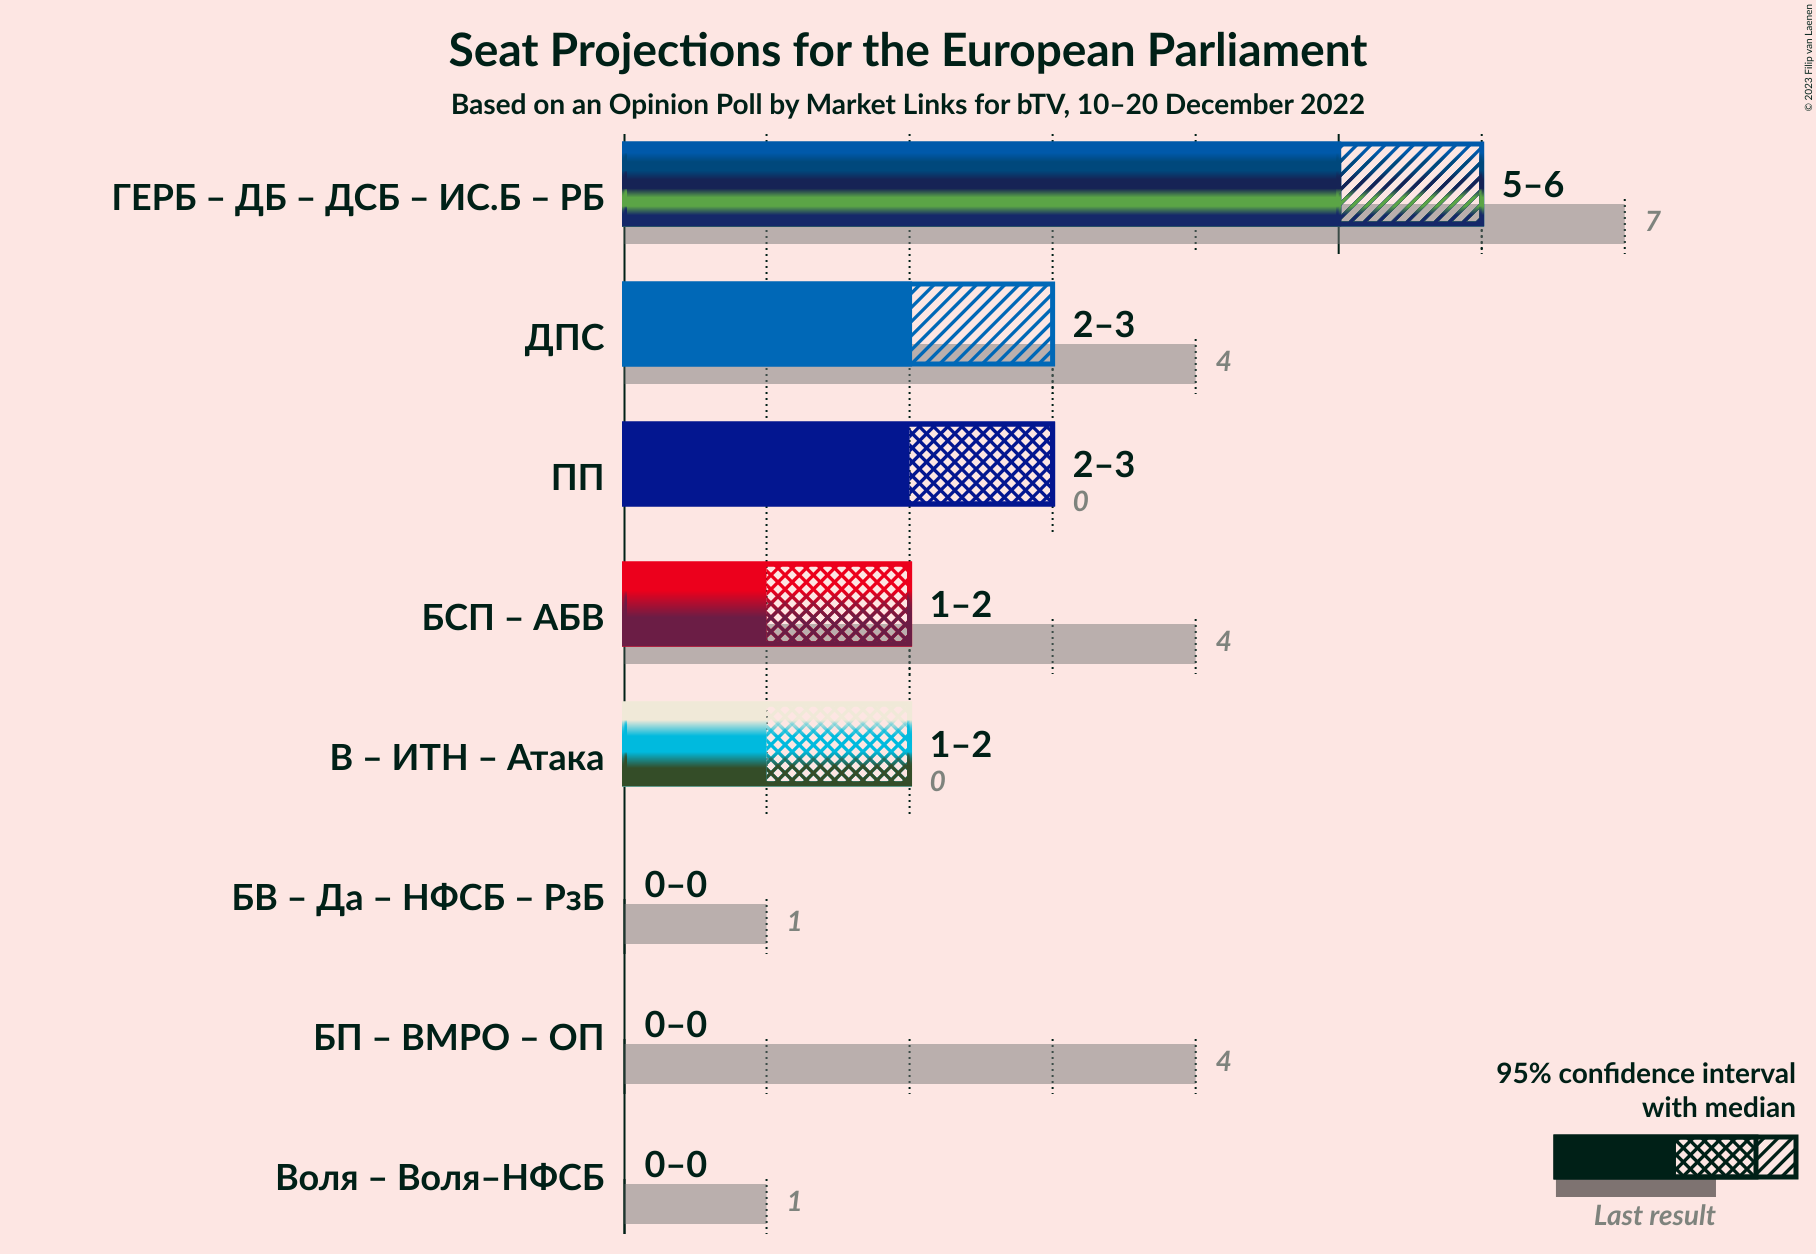 Seat Projections for the European Parliament
Based on an Opinion Poll by Market Links for bTV, 10–20 December 2022
© 2023 Filip van Laenen
ГЕРБ – ДБ – ДСБ – ИС.Б – РБ
5–6
7
ДПС
2–3
4
ПП
2–3
0
БСП – АБВ
1–2
4
В – ИТН – Атака
1–2
0
БВ – Да – НФСБ – РзБ
0–0
1
БП – ВМРО – ОП
0–0
4
Воля – Воля–НФСБ
0–0
1
95% confidence interval
with median
Last result